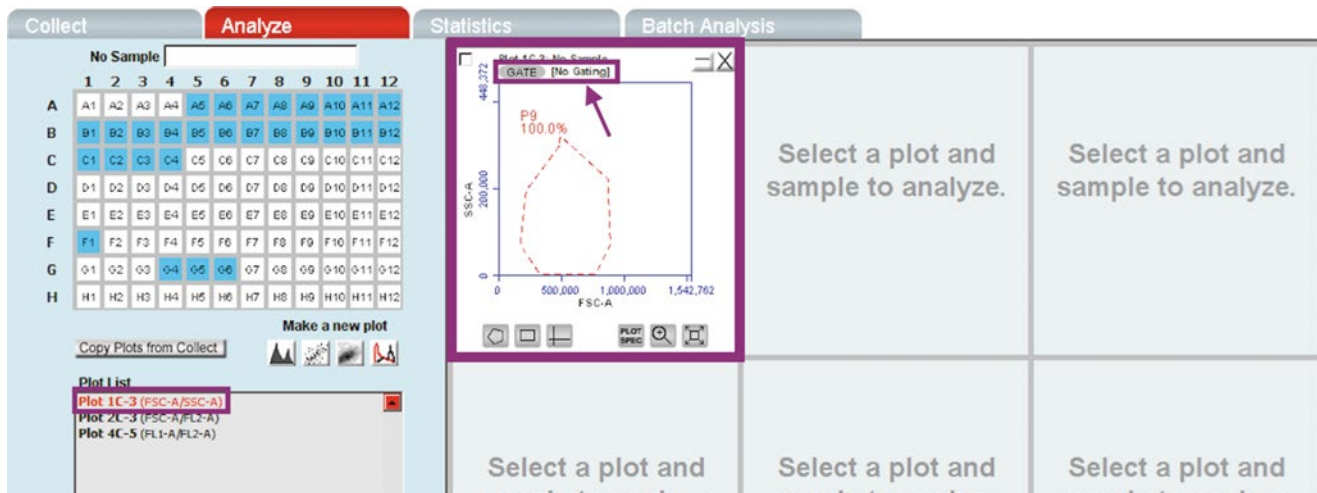 Collect Analyze Statistics Batch Analysis
No Sample
1 2 3 4 5 6 7 8 9 10 11 12
A A1 A2 A3 A4 A5 A6 A7 A8 A9 A10 A11 A12
B B1 B2 B3 B4 B5 B6 B7 B8 B9 B10 B11 B12
C C1 C2 C3 C4 C5 C6 C7 C8 C9 C10 C11 C12
D D1 D2 D3 D4 D5 D6 D7 D8 D9 D10 D11 D12
E E1 E2 E3 E4 E5 E6 E7 E8 E9 E10 E11 E12
F F1 F2 F3 F4 F5 F6 F7 F8 F9 F10 F11 F12
G G1 G2 G3 G4 G5 G6 G7 G8 G9 G10 G11 G12
H H1 H2 H3 H4 H5 H6 H7 H8 H9 H10 H11 H12
Make a new plot
Copy Plots from Collect
Plot List
Plot 1C-3 (FSC-A/SSC-A)
Plot 2C-3 (FSC-A/FL2-A)
Plot 4C-5 (FL1-A/FL2-A)
Plot 1C-3: No Sample
GATE [No Gating]
448,372
P9
100.0%
200,000
SSC-A
0
0 500,000 1,000,000 1,542,762
FSC-A
PLOT
SPEC
Select a plot and
sample to analyze.
Select a plot and
sample to analyze.
Select a plot and
Select a plot and
Select a plot and